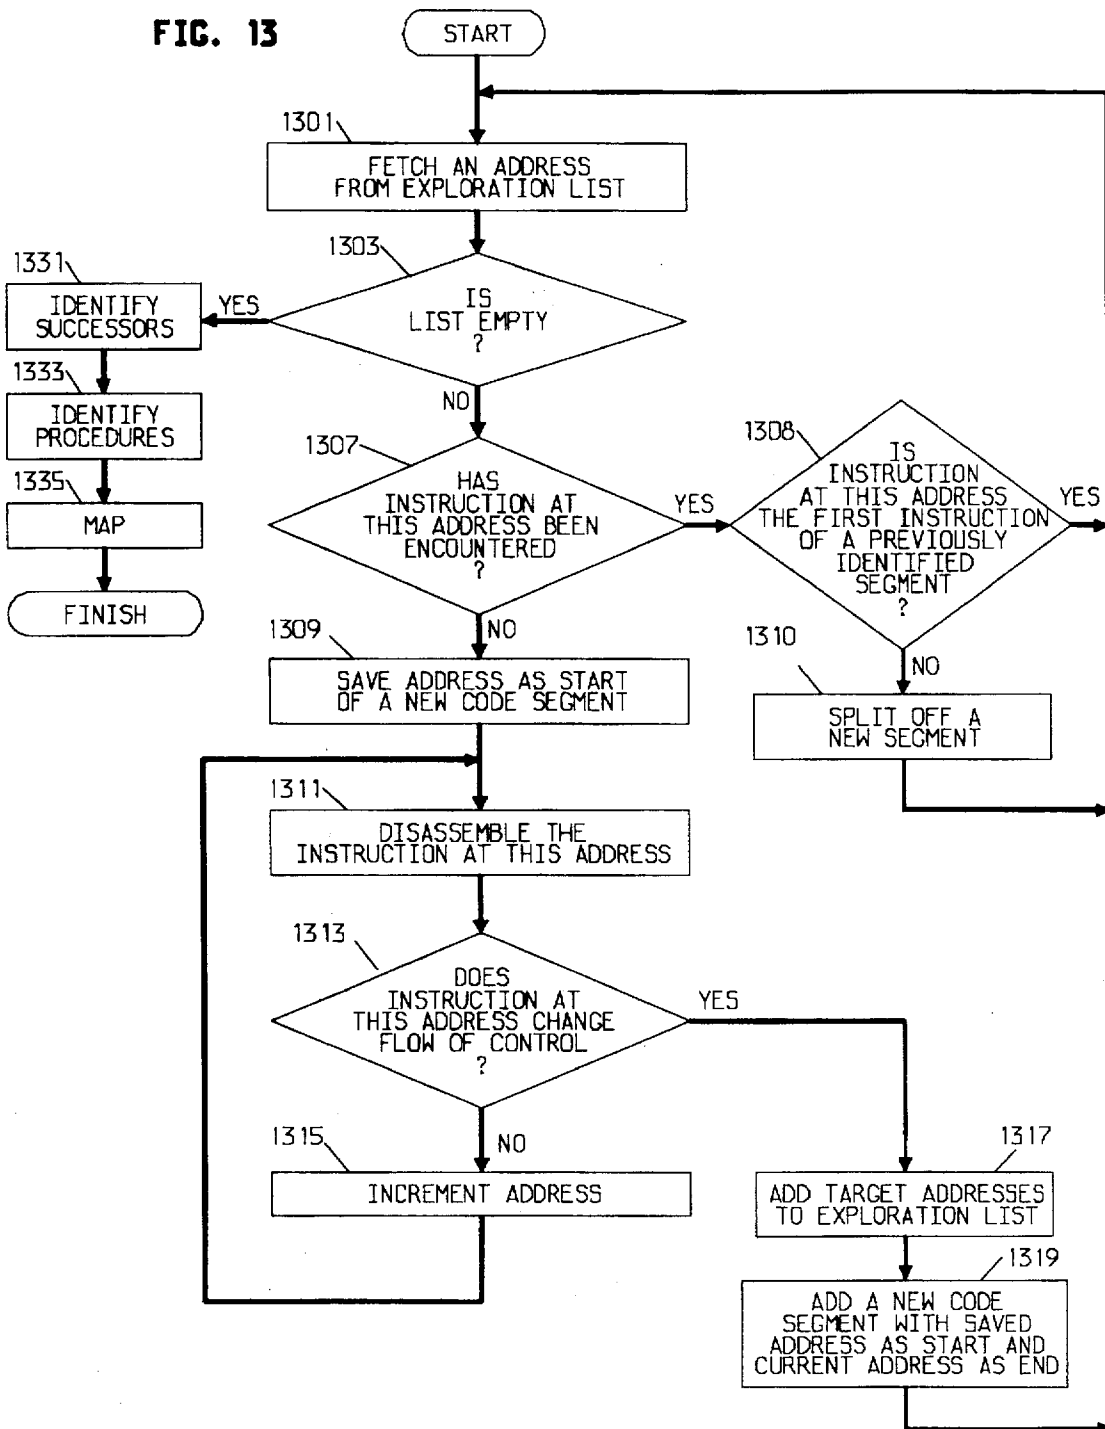 FIG. 13
START
1301
FETCH AN ADDRESS
FROM EXPLORATION LIST
1303
IS
LIST EMPTY
?
YES
NO
1331
IDENTIFY
SUCCESSORS
1333
IDENTIFY
PROCEDURES
1335
MAP
FINISH
1307
HAS
INSTRUCTION AT
THIS ADDRESS BEEN
ENCOUNTERED
?
YES
NO
1308
IS
INSTRUCTION
AT THIS ADDRESS
THE FIRST INSTRUCTION
OF A PREVIOUSLY
IDENTIFIED
SEGMENT
?
YES
NO
1310
SPLIT OFF A
NEW SEGMENT
1309
SAVE ADDRESS AS START
OF A NEW CODE SEGMENT
1311
DISASSEMBLE THE
INSTRUCTION AT THIS ADDRESS
1313
DOES
INSTRUCTION AT
THIS ADDRESS CHANGE
FLOW OF CONTROL
?
YES
NO
1315
INCREMENT ADDRESS
1317
ADD TARGET ADDRESSES
TO EXPLORATION LIST
1319
ADD A NEW CODE
SEGMENT WITH SAVED
ADDRESS AS START AND
CURRENT ADDRESS AS END